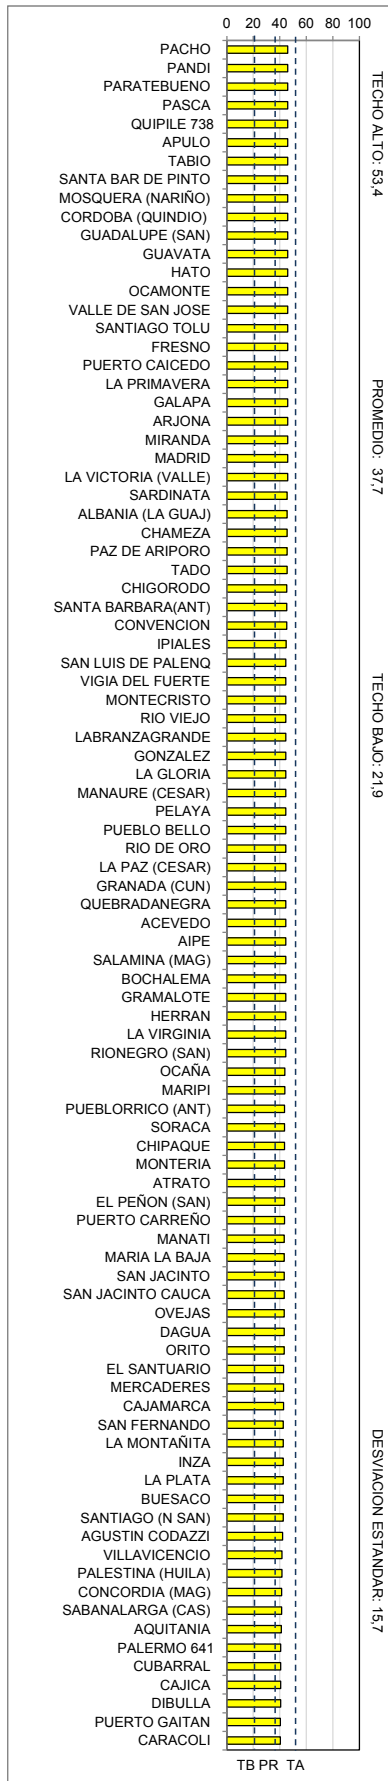 0 20 40 60 80 100
PACHO
PANDI
PARATEBUENO
PASCA
QUIPILE 738
APULO
TABIO
SANTA BAR DE PINTO
MOSQUERA (NARIÑO)
CORDOBA (QUINDIO)
GUADALUPE (SAN)
GUAVATA
HATO
OCAMONTE
VALLE DE SAN JOSE
SANTIAGO TOLU
FRESNO
PUERTO CAICEDO
LA PRIMAVERA
GALAPA
ARJONA
MIRANDA
MADRID
LA VICTORIA (VALLE)
SARDINATA
ALBANIA (LA GUAJ)
CHAMEZA
PAZ DE ARIPORO
TADO
CHIGORODO
SANTA BARBARA(ANT)
CONVENCION
IPIALES
SAN LUIS DE PALENQ
VIGIA DEL FUERTE
MONTECRISTO
RIO VIEJO
LABRANZAGRANDE
GONZALEZ
LA GLORIA
MANAURE (CESAR)
PELAYA
PUEBLO BELLO
RIO DE ORO
LA PAZ (CESAR)
GRANADA (CUN)
QUEBRADANEGRA
ACEVEDO
AIPE
SALAMINA (MAG)
BOCHALEMA
GRAMALOTE
HERRAN
LA VIRGINIA
RIONEGRO (SAN)
OCAÑA
MARIPI
PUEBLORRICO (ANT)
SORACA
CHIPAQUE
MONTERIA
ATRATO
EL PEÑON (SAN)
PUERTO CARREÑO
MANATI
MARIA LA BAJA
SAN JACINTO
SAN JACINTO CAUCA
OVEJAS
DAGUA
ORITO
EL SANTUARIO
MERCADERES
CAJAMARCA
SAN FERNANDO
LA MONTAÑITA
INZA
LA PLATA
BUESACO
SANTIAGO (N SAN)
AGUSTIN CODAZZI
VILLAVICENCIO
PALESTINA (HUILA)
CONCORDIA (MAG)
SABANALARGA (CAS)
AQUITANIA
PALERMO 641
CUBARRAL
CAJICA
DIBULLA
PUERTO GAITAN
CARACOLI
TECHO ALTO: 53,4
PROMEDIO: 37,7
TECHO BAJO: 21,9
DESVIACION ESTANDAR: 15,7
TB PR TA